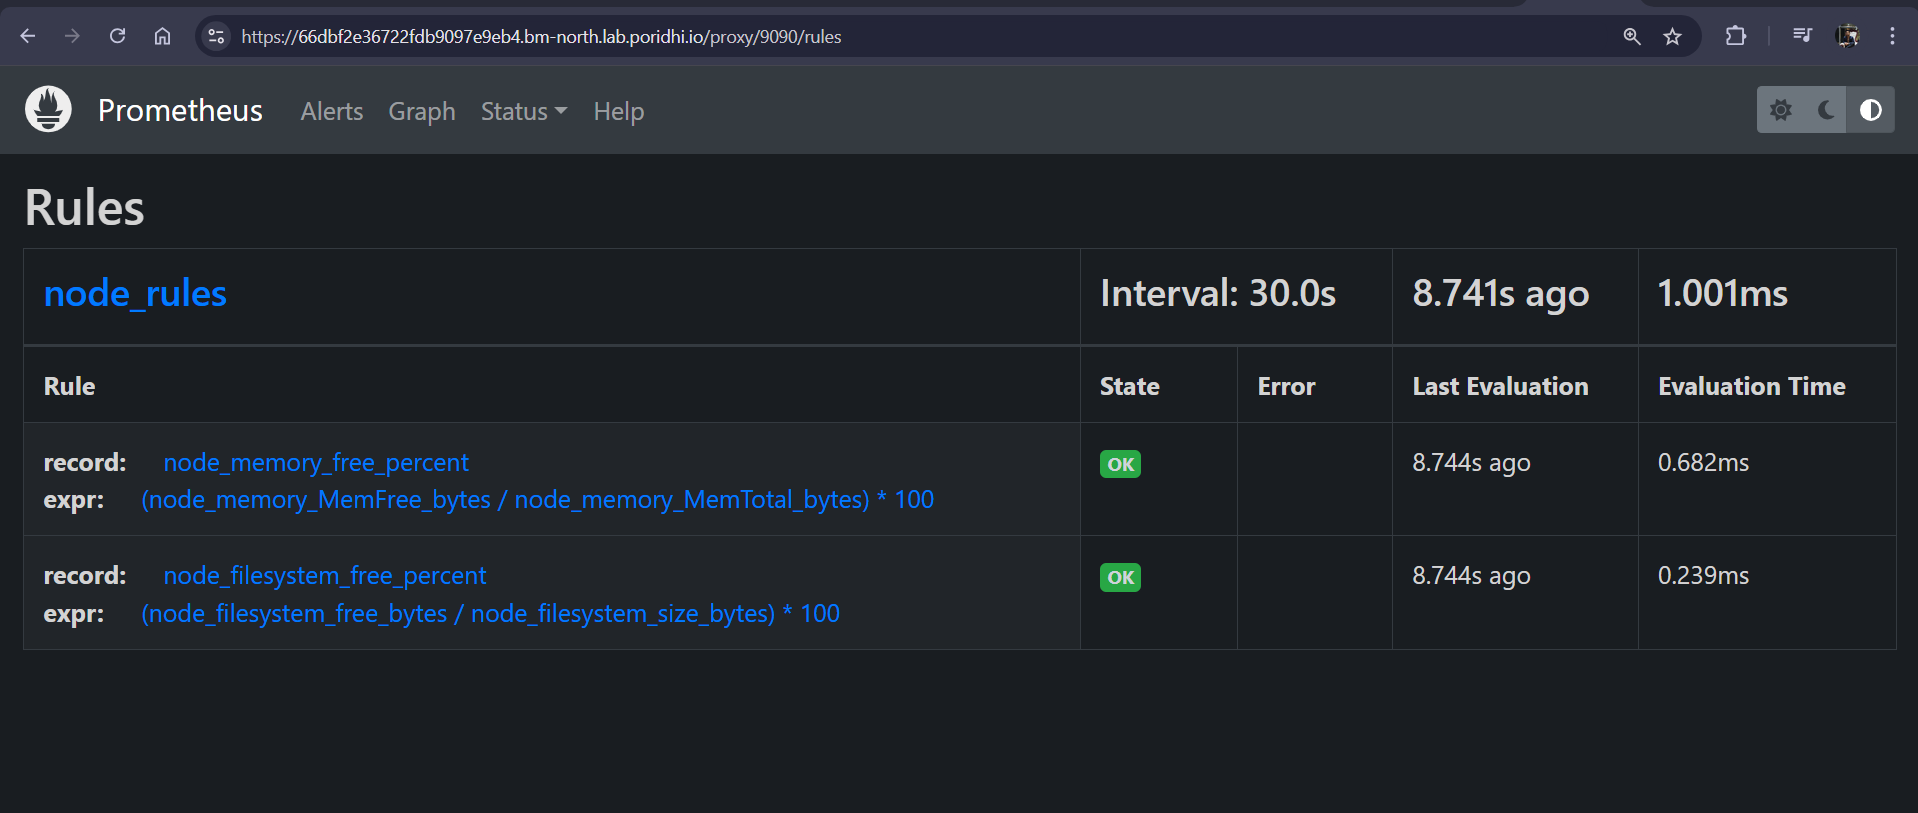 https://66dbf2e36722fdb9097e9eb4.bm-north.lab.poridhi.io/proxy/9090/rules
Prometheus Alerts Graph Status Help
Rules
node_rules Interval: 30.0s 8.741s ago 1.001ms
Rule State Error Last Evaluation Evaluation Time
record: node_memory_free_percent OK 8.744s ago 0.682ms
expr: (node_memory_MemFree_bytes / node_memory_MemTotal_bytes) * 100
record: node_filesystem_free_percent OK 8.744s ago 0.239ms
expr: (node_filesystem_free_bytes / node_filesystem_size_bytes) * 100